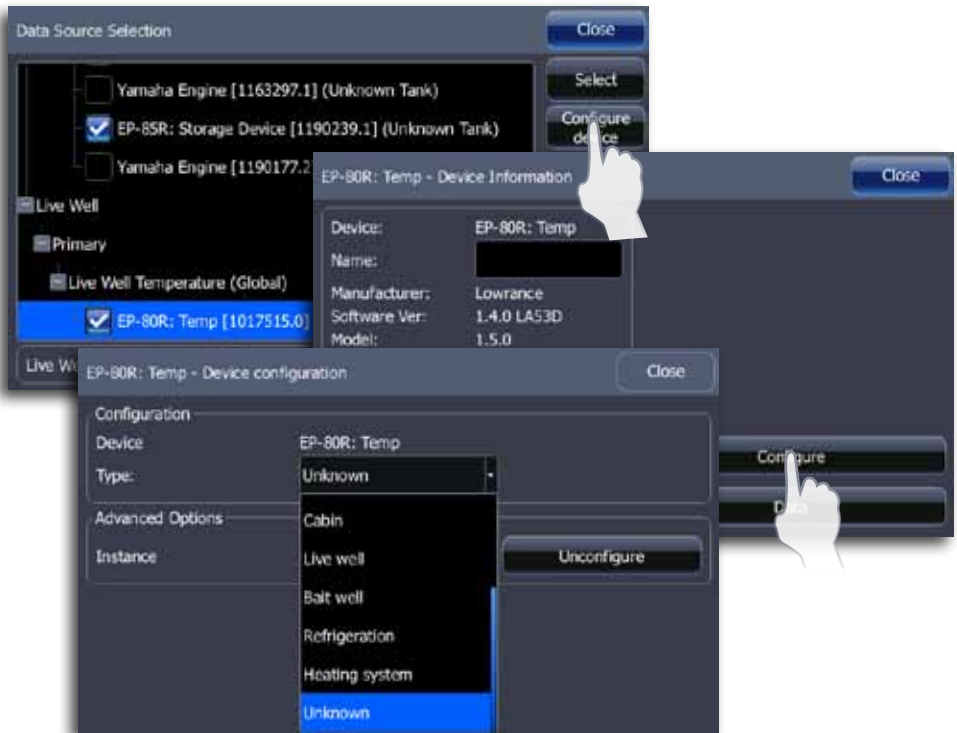 Data Source Selection
Close
Yamaha Engine [1163297.1] (Unknown Tank)
Select
EP-85R: Storage Device [1190239.1] (Unknown Tank)
Configure
device
Yamaha Engine [1190177.2
EP-80R: Temp - Device Information
Close
Live Well
Device: EP-80R: Temp
Primary
Name:
Live Well Temperature (Global)
Manufacturer: Lowrance
EP-80R: Temp [1017515.0]
Software Ver: 1.4.0 LA53D
Model: 1.5.0
Live
EP-80R: Temp - Device configuration
Close
Configuration
Device EP-80R: Temp
Type: Unknown
Configure
Data
Advanced Options
Cabin
Instance
Live well
Unconfigure
Bait well
Refrigeration
Heating system
Unknown